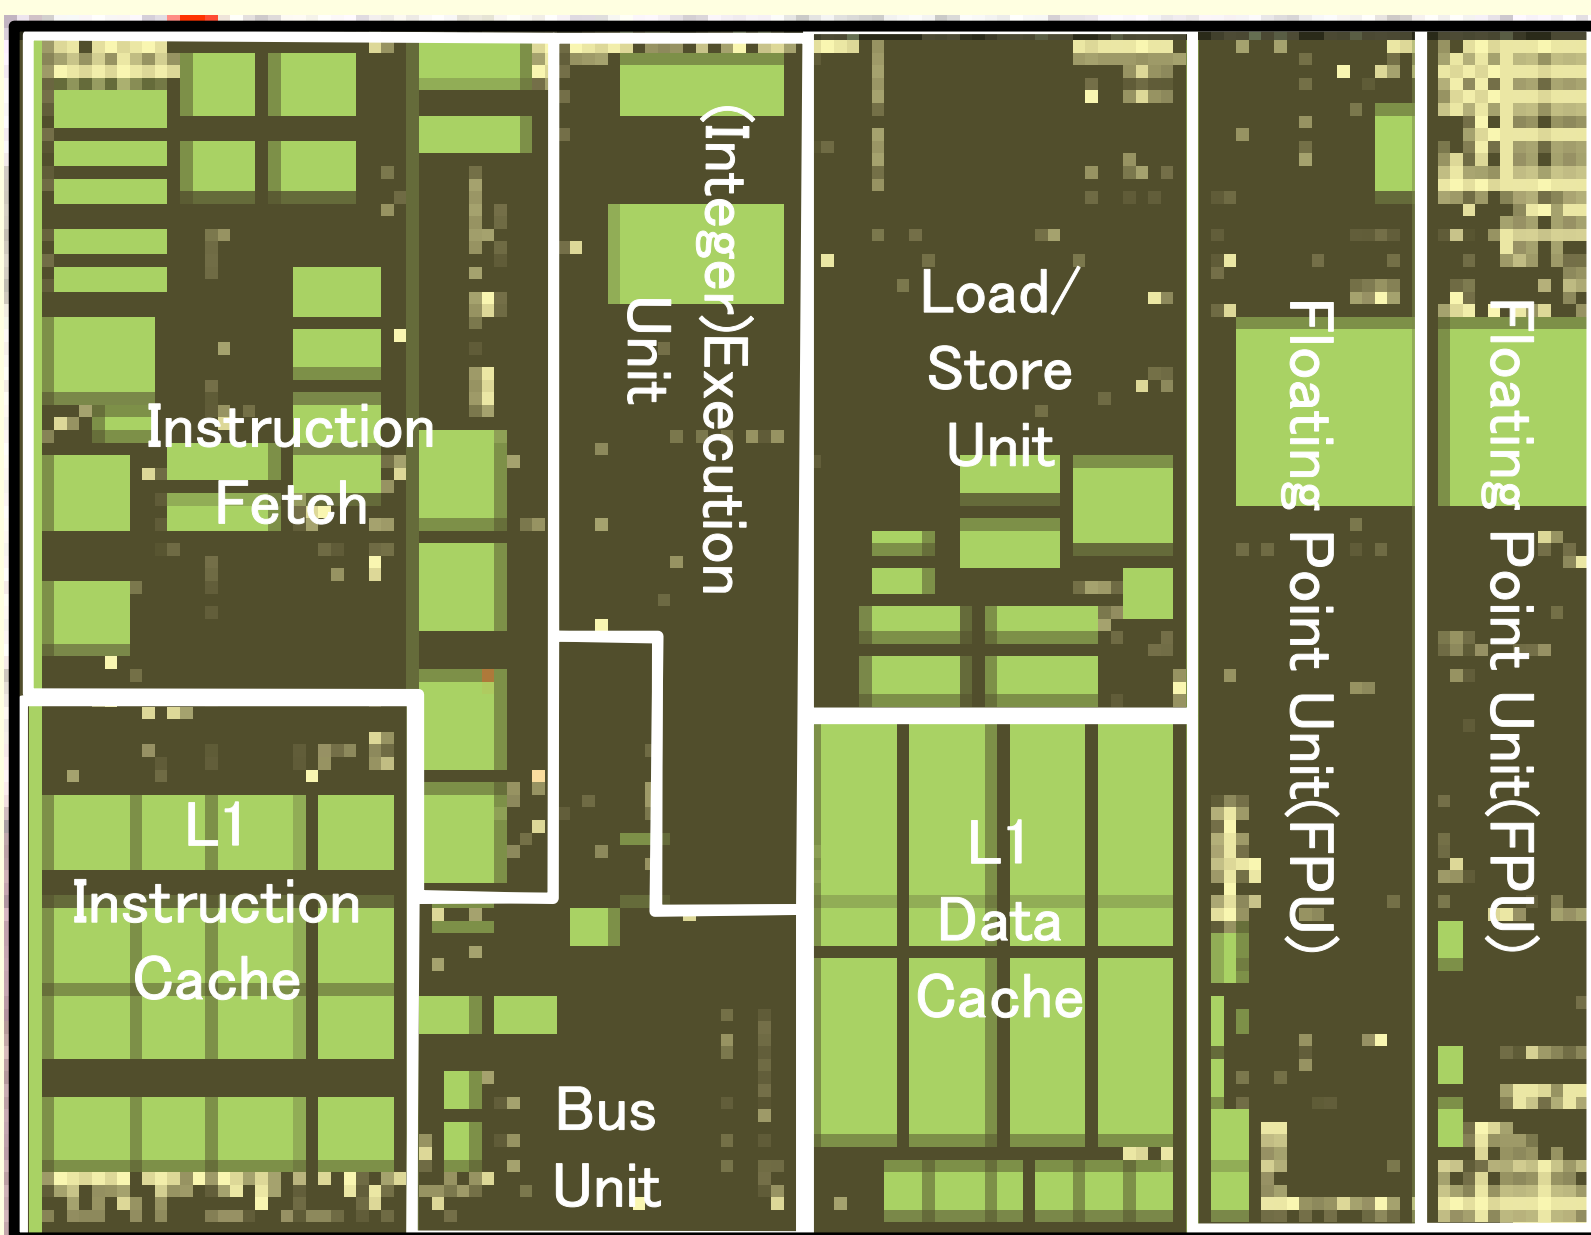 Instruction
Fetch
(Integer)Execution
Unit
Load/
Store
Unit
Floating Point Unit(FPU)
Floating Point Unit(FPU)
L1
Instruction
Cache
L1
Data
Cache
Bus
Unit